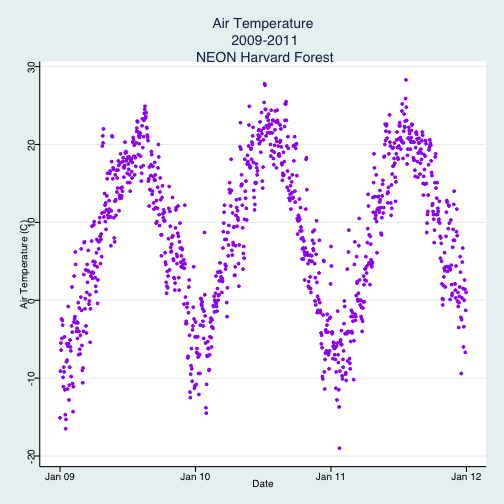 Air Temperature
2009-2011
NEON Harvard Forest
30
20
10
0
-10
-20
Air Temperature (C)
Jan 09
Jan 10
Jan 11
Jan 12
Date